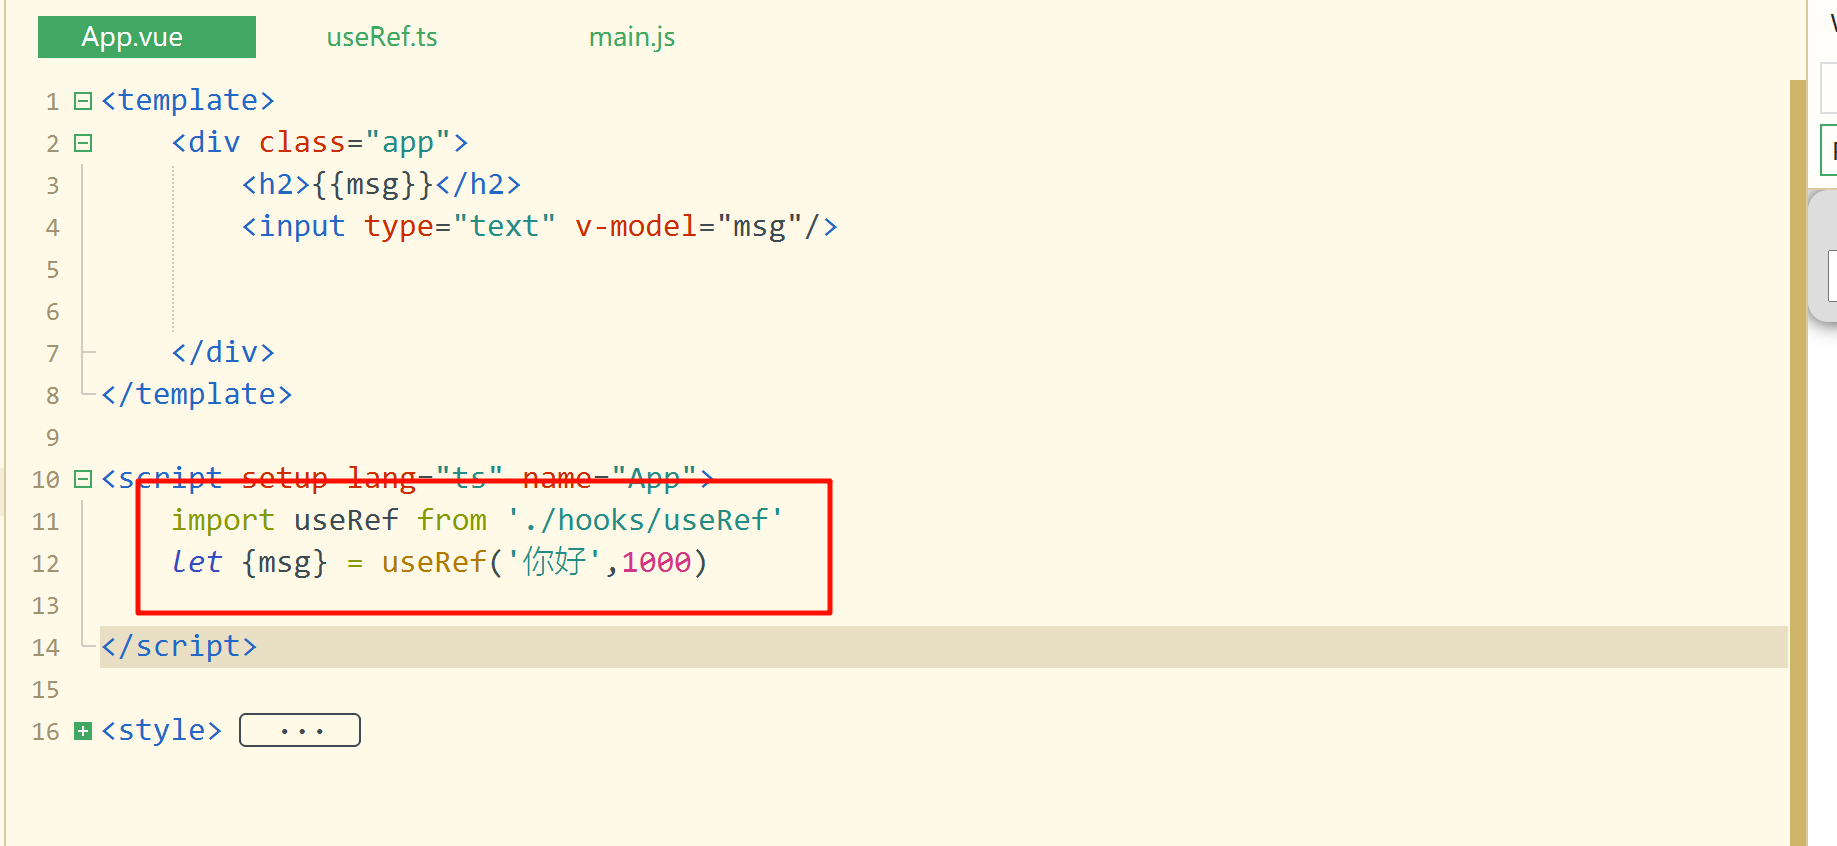 App.vue useRef.ts main.js
1 <template>
2 <div class="app">
3 <h2>{{msg}}</h2>
4 <input type="text" v-model="msg"/>
5
6
7 </div>
8 </template>
9
10 <script setup lang="ts" name="App">
11 import useRef from './hooks/useRef'
12 let {msg} = useRef('你好',1000)
13
14 </script>
15
16 <style> ...